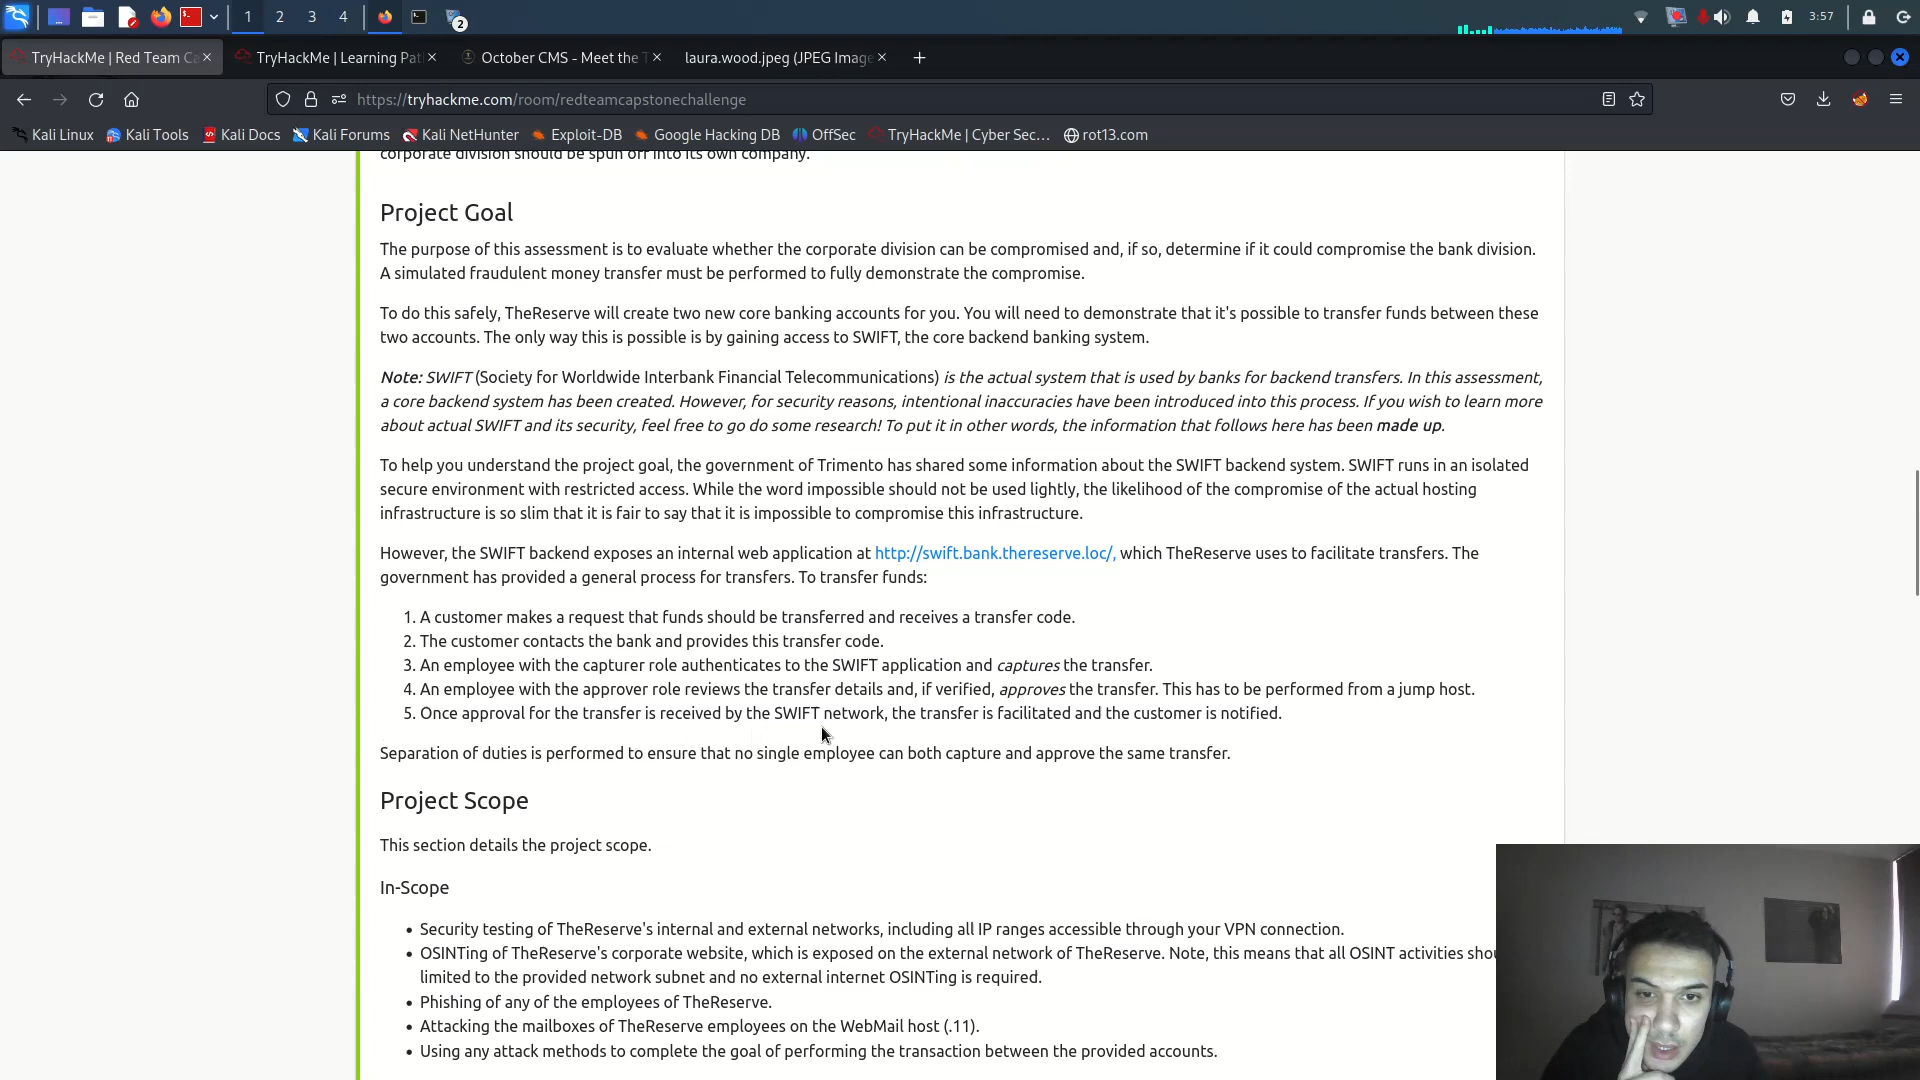 1 2 3 4 2 3:57
TryHackMe | Red Team Ca TryHackMe | Learning Pat October CMS - Meet the T laura.wood.jpeg (JPEG Image
https://tryhackme.com/room/redteamcapstonechallenge
Kali Linux Kali Tools Kali Docs Kali Forums Kali NetHunter Exploit-DB Google Hacking DB OffSec TryHackMe | Cyber Sec... rot13.com
corporate division should be spun off into its own company.
Project Goal
The purpose of this assessment is to evaluate whether the corporate division can be compromised and, if so, determine if it could compromise the bank division.
A simulated fraudulent money transfer must be performed to fully demonstrate the compromise.
To do this safely, TheReserve will create two new core banking accounts for you. You will need to demonstrate that it's possible to transfer funds between these
two accounts. The only way this is possible is by gaining access to SWIFT, the core backend banking system.
Note: SWIFT (Society for Worldwide Interbank Financial Telecommunications) is the actual system that is used by banks for backend transfers. In this assessment,
a core backend system has been created. However, for security reasons, intentional inaccuracies have been introduced into this process. If you wish to learn more
about actual SWIFT and its security, feel free to go do some research! To put it in other words, the information that follows here has been made up.
To help you understand the project goal, the government of Trimento has shared some information about the SWIFT backend system. SWIFT runs in an isolated
secure environment with restricted access. While the word impossible should not be used lightly, the likelihood of the compromise of the actual hosting
infrastructure is so slim that it is fair to say that it is impossible to compromise this infrastructure.
However, the SWIFT backend exposes an internal web application at http://swift.bank.thereserve.loc/, which TheReserve uses to facilitate transfers. The
government has provided a general process for transfers. To transfer funds:
1. A customer makes a request that funds should be transferred and receives a transfer code.
2. The customer contacts the bank and provides this transfer code.
3. An employee with the capturer role authenticates to the SWIFT application and captures the transfer.
4. An employee with the approver role reviews the transfer details and, if verified, approves the transfer. This has to be performed from a jump host.
5. Once approval for the transfer is received by the SWIFT network, the transfer is facilitated and the customer is notified.
Separation of duties is performed to ensure that no single employee can both capture and approve the same transfer.
Project Scope
This section details the project scope.
In-Scope
• Security testing of TheReserve's internal and external networks, including all IP ranges accessible through your VPN connection.
• OSINTing of TheReserve's corporate website, which is exposed on the external network of TheReserve. Note, this means that all OSINT activities shou
limited to the provided network subnet and no external internet OSINTing is required.
• Phishing of any of the employees of TheReserve.
• Attacking the mailboxes of TheReserve employees on the WebMail host (.11).
• Using any attack methods to complete the goal of performing the transaction between the provided accounts.